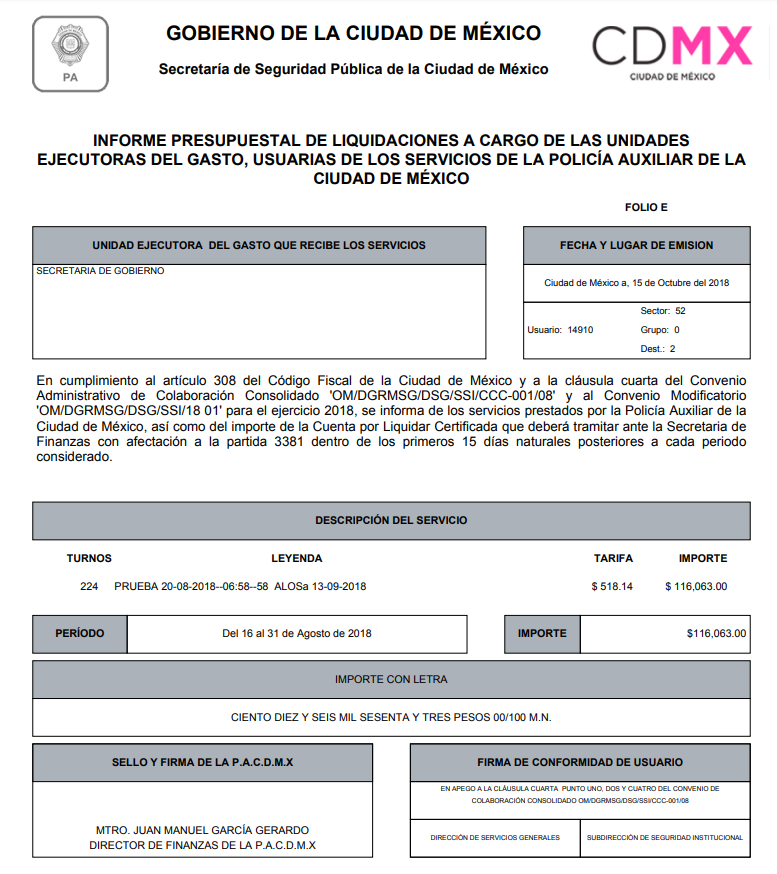 PA
GOBIERNO DE LA CIUDAD DE MÉXICO
Secretaría de Seguridad Pública de la Ciudad de México
CDMX
CIUDAD DE MÉXICO
INFORME PRESUPUESTAL DE LIQUIDACIONES A CARGO DE LAS UNIDADES
EJECUTORAS DEL GASTO, USUARIAS DE LOS SERVICIOS DE LA POLICÍA AUXILIAR DE LA
CIUDAD DE MÉXICO
FOLIO E
UNIDAD EJECUTORA DEL GASTO QUE RECIBE LOS SERVICIOS
SECRETARIA DE GOBIERNO
FECHA Y LUGAR DE EMISION
Ciudad de México a, 15 de Octubre del 2018
Sector: 52
Usuario: 14910 Grupo: 0
Dest.: 2
En cumplimiento al artículo 308 del Código Fiscal de la Ciudad de México y a la cláusula cuarta del Convenio
Administrativo de Colaboración Consolidado 'OM/DGRMSG/DSG/SSI/CCC-001/08' y al Convenio Modificatorio
'OM/DGRMSG/DSG/SSI/18 01' para el ejercicio 2018, se informa de los servicios prestados por la Policía Auxiliar de la
Ciudad de México, así como del importe de la Cuenta por Liquidar Certificada que deberá tramitar ante la Secretaria de
Finanzas con afectación a la partida 3381 dentro de los primeros 15 días naturales posteriores a cada periodo
considerado.
DESCRIPCIÓN DEL SERVICIO
TURNOS LEYENDA TARIFA IMPORTE
224 PRUEBA 20-08-2018--06:58--58 ALOSa 13-09-2018 $ 518.14 $ 116,063.00
PERÍODO Del 16 al 31 de Agosto de 2018 IMPORTE $116,063.00
IMPORTE CON LETRA
CIENTO DIEZ Y SEIS MIL SESENTA Y TRES PESOS 00/100 M.N.
SELLO Y FIRMA DE LA P.A.C.D.M.X
MTRO. JUAN MANUEL GARCÍA GERARDO
DIRECTOR DE FINANZAS DE LA P.A.C.D.M.X
FIRMA DE CONFORMIDAD DE USUARIO
EN APEGO A LA CLÁUSULA CUARTA PUNTO UNO, DOS Y CUATRO DEL CONVENIO DE
COLABORACIÓN CONSOLIDADO OM/DGRMSG/DSG/SSI/CCC-001/08
DIRECCIÓN DE SERVICIOS GENERALES SUBDIRECCIÓN DE SEGURIDAD INSTITUCIONAL